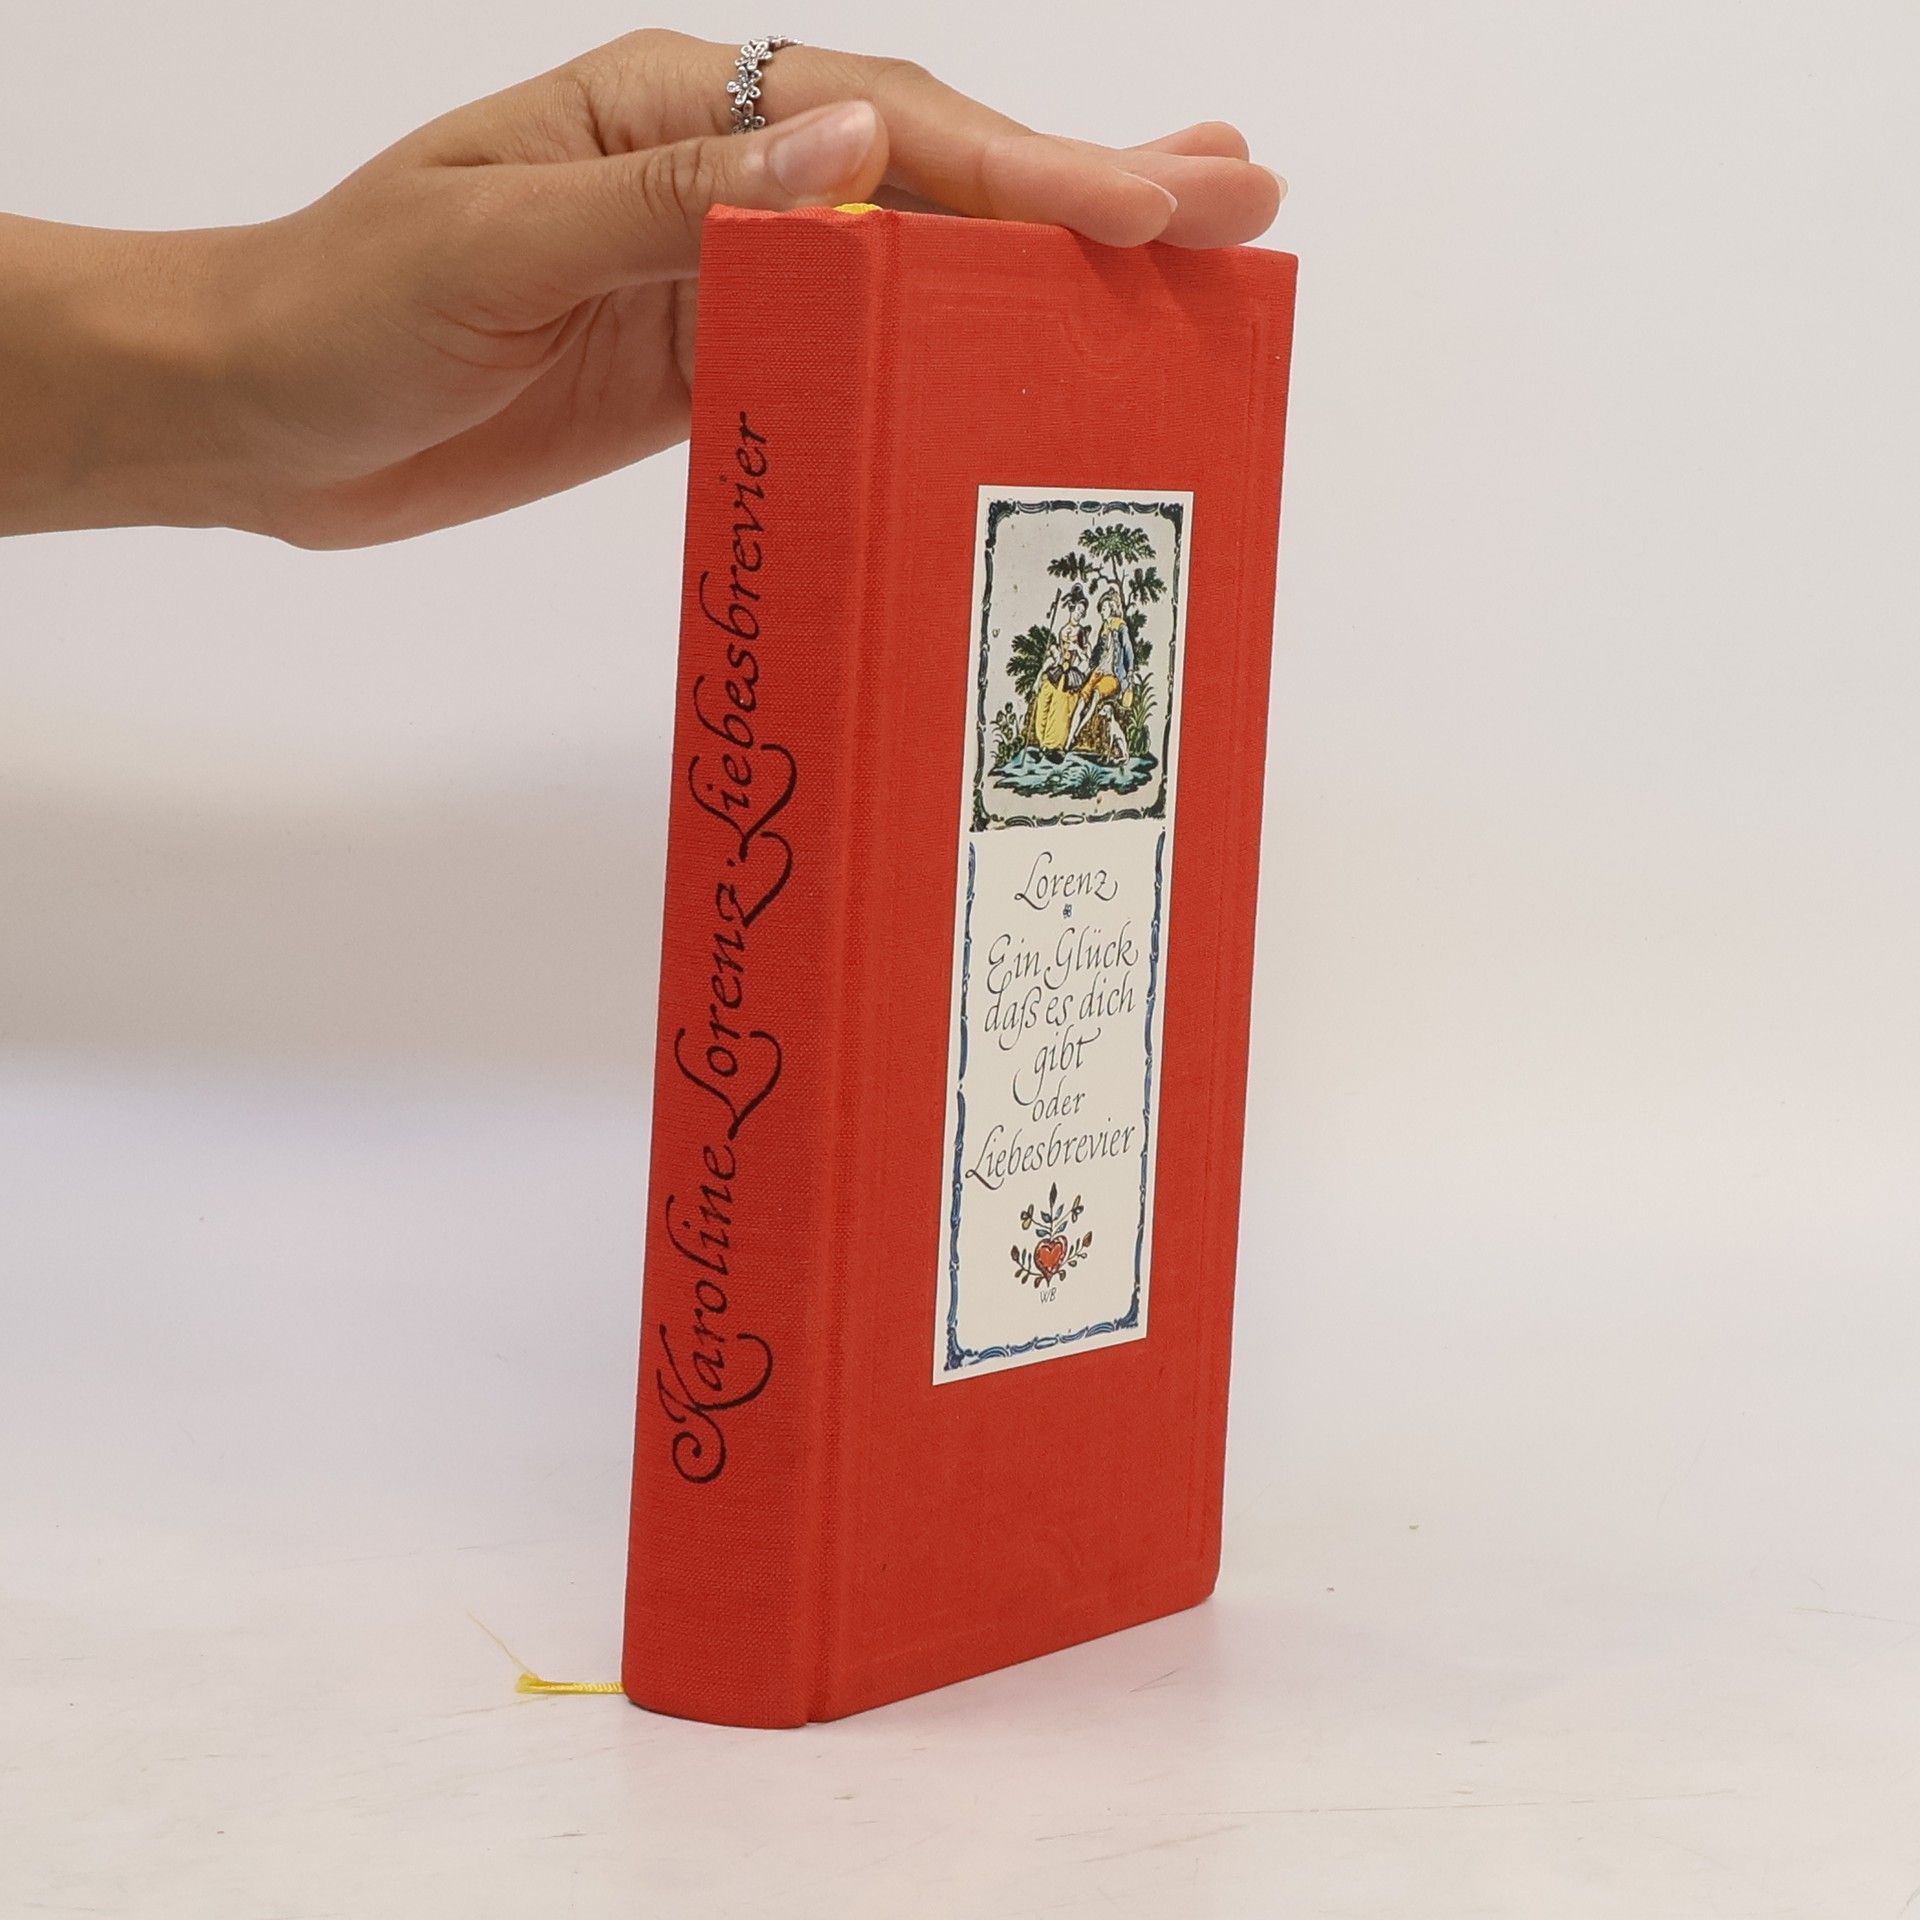 Karoline Lorenz · Liebesbrevier
Lorenz
Ein Glück
daß es dich
gibt
oder
Liebesbrevier
WB